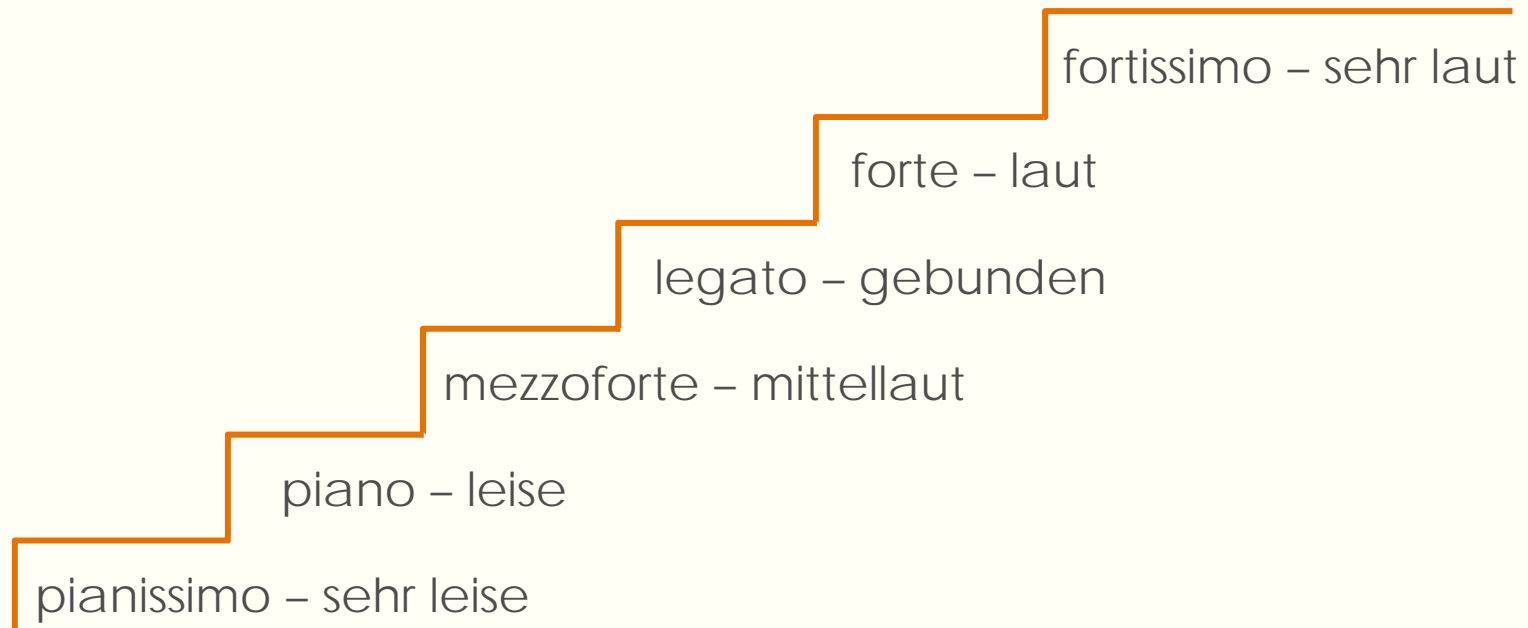 fortissimo – sehr laut
forte – laut
legato – gebunden
mezzoforte – mittellaut
piano – leise
pianissimo – sehr leise